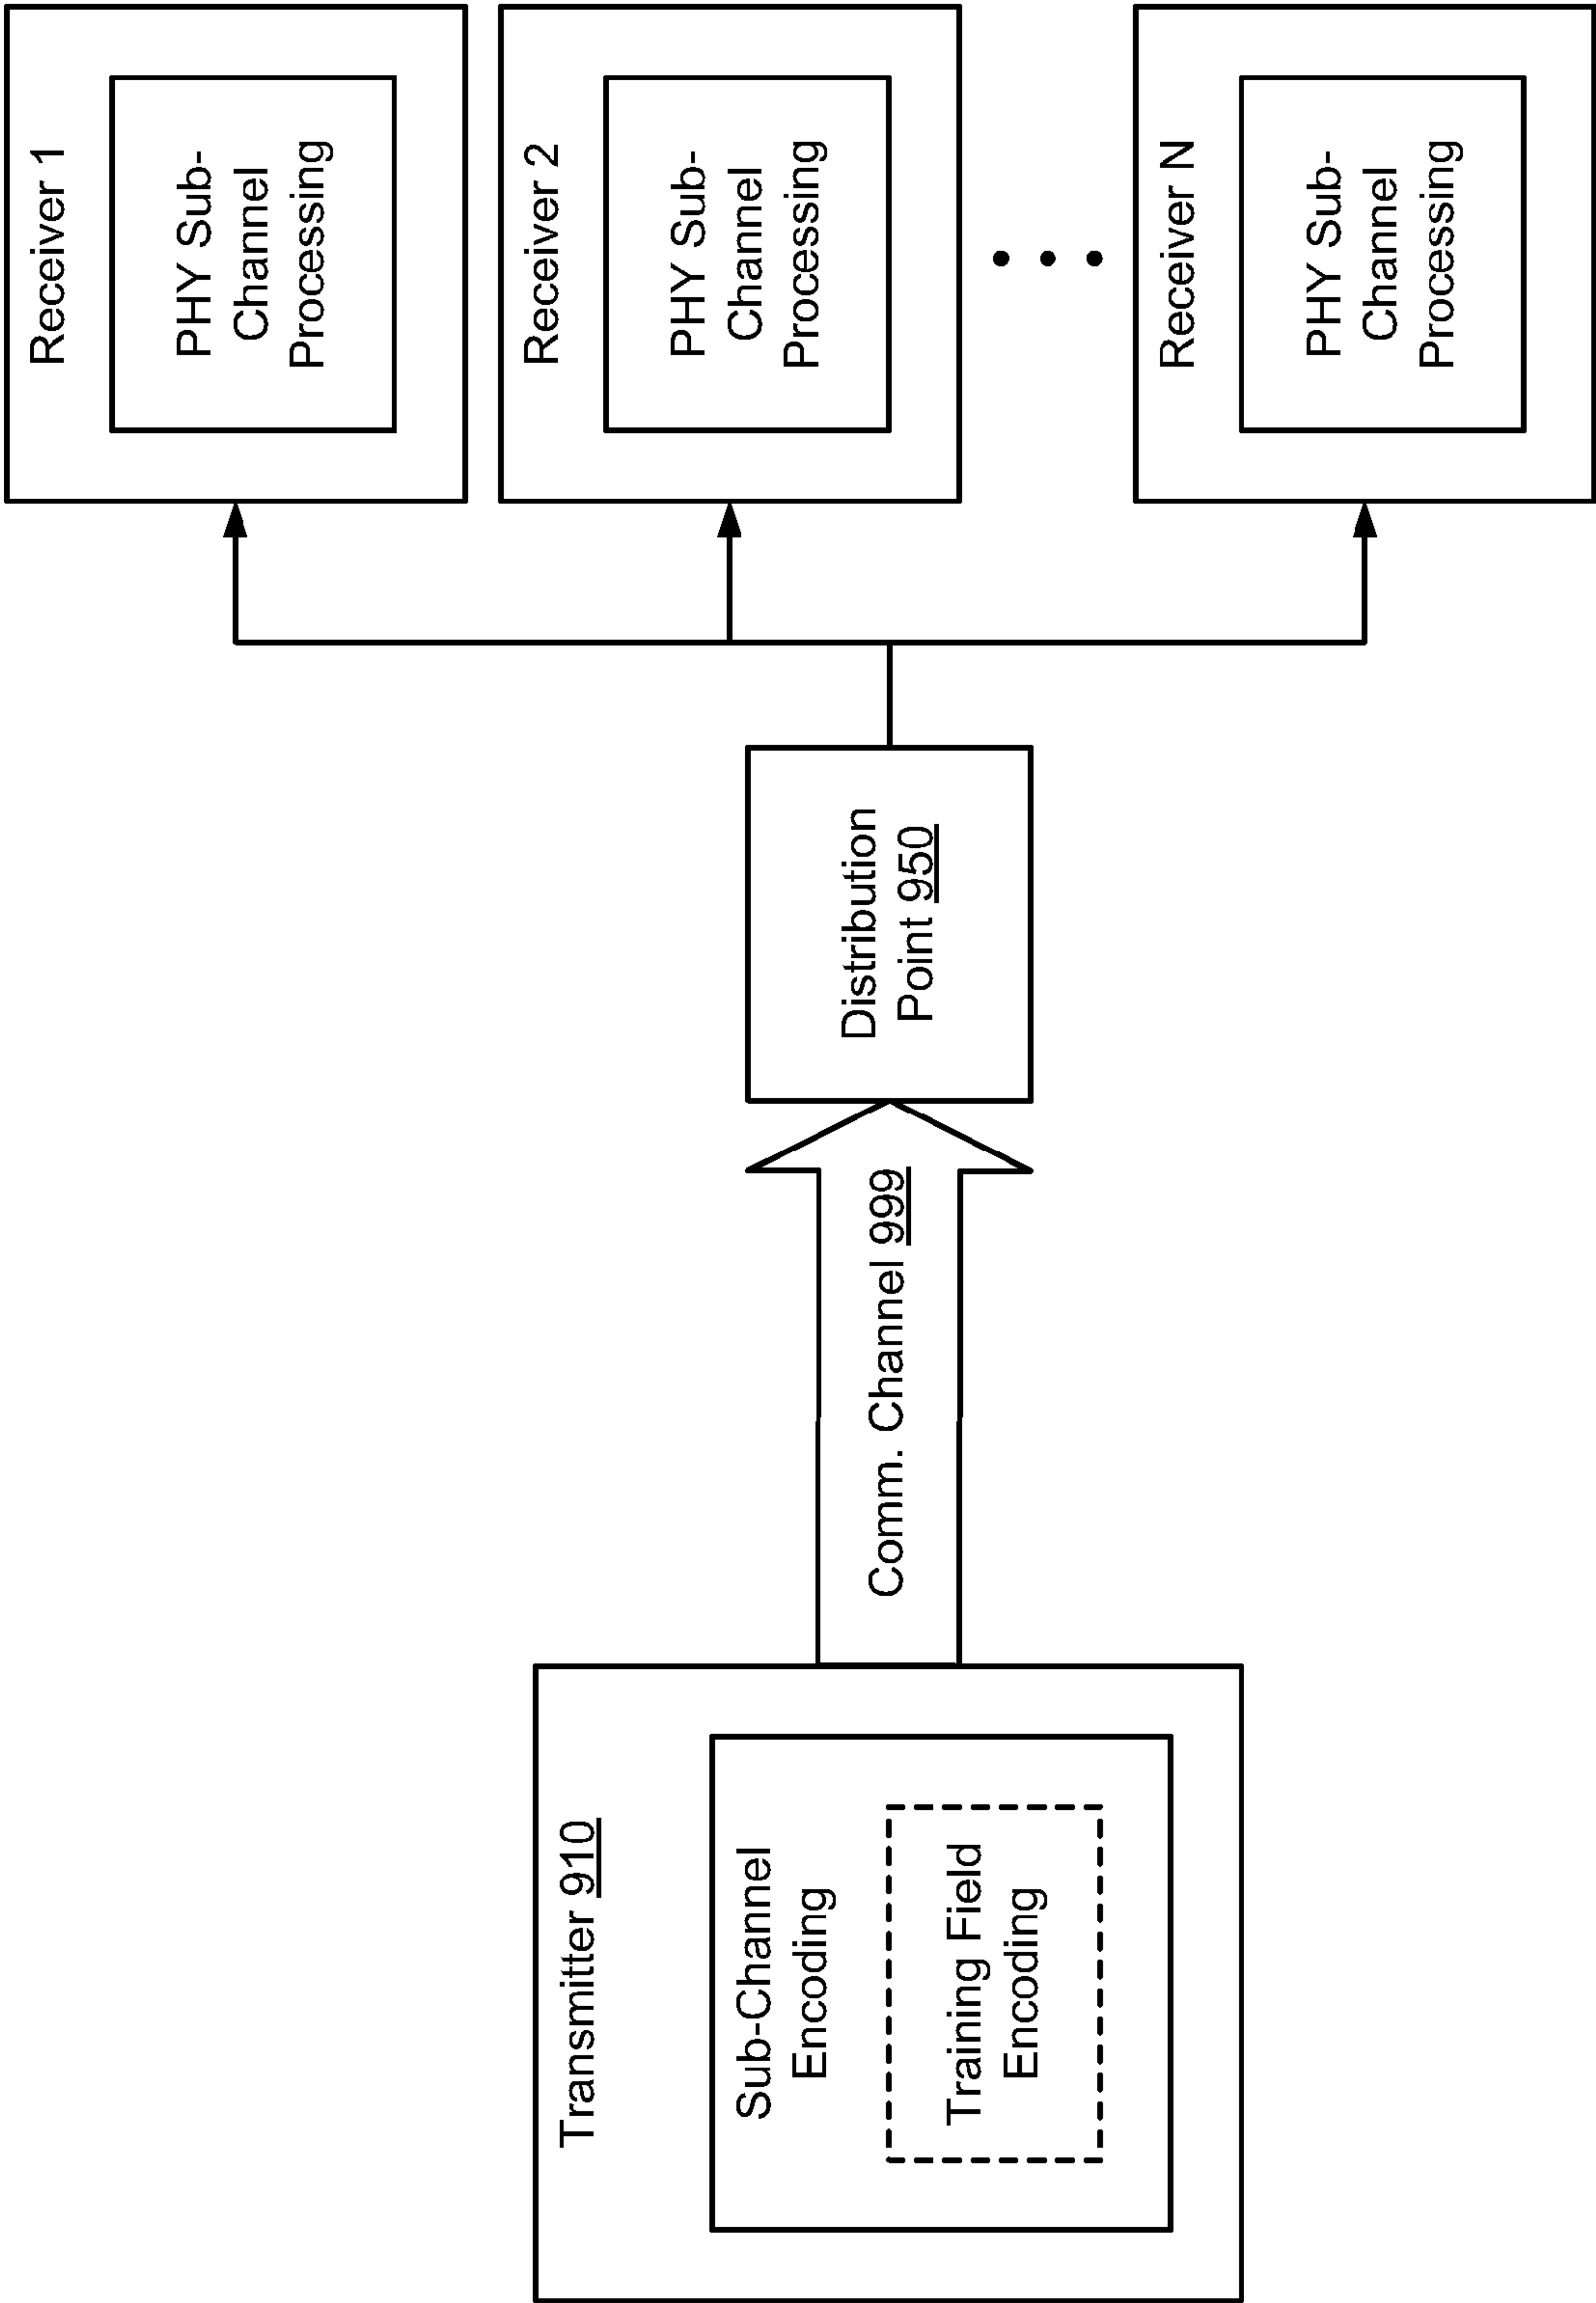 Transmitter 910
Sub-Channel
Encoding
Training Field
Encoding
Comm. Channel 999
Distribution
Point 950
Receiver 1
PHY Sub-
Channel
Processing
Receiver 2
PHY Sub-
Channel
Processing
Receiver N
PHY Sub-
Channel
Processing